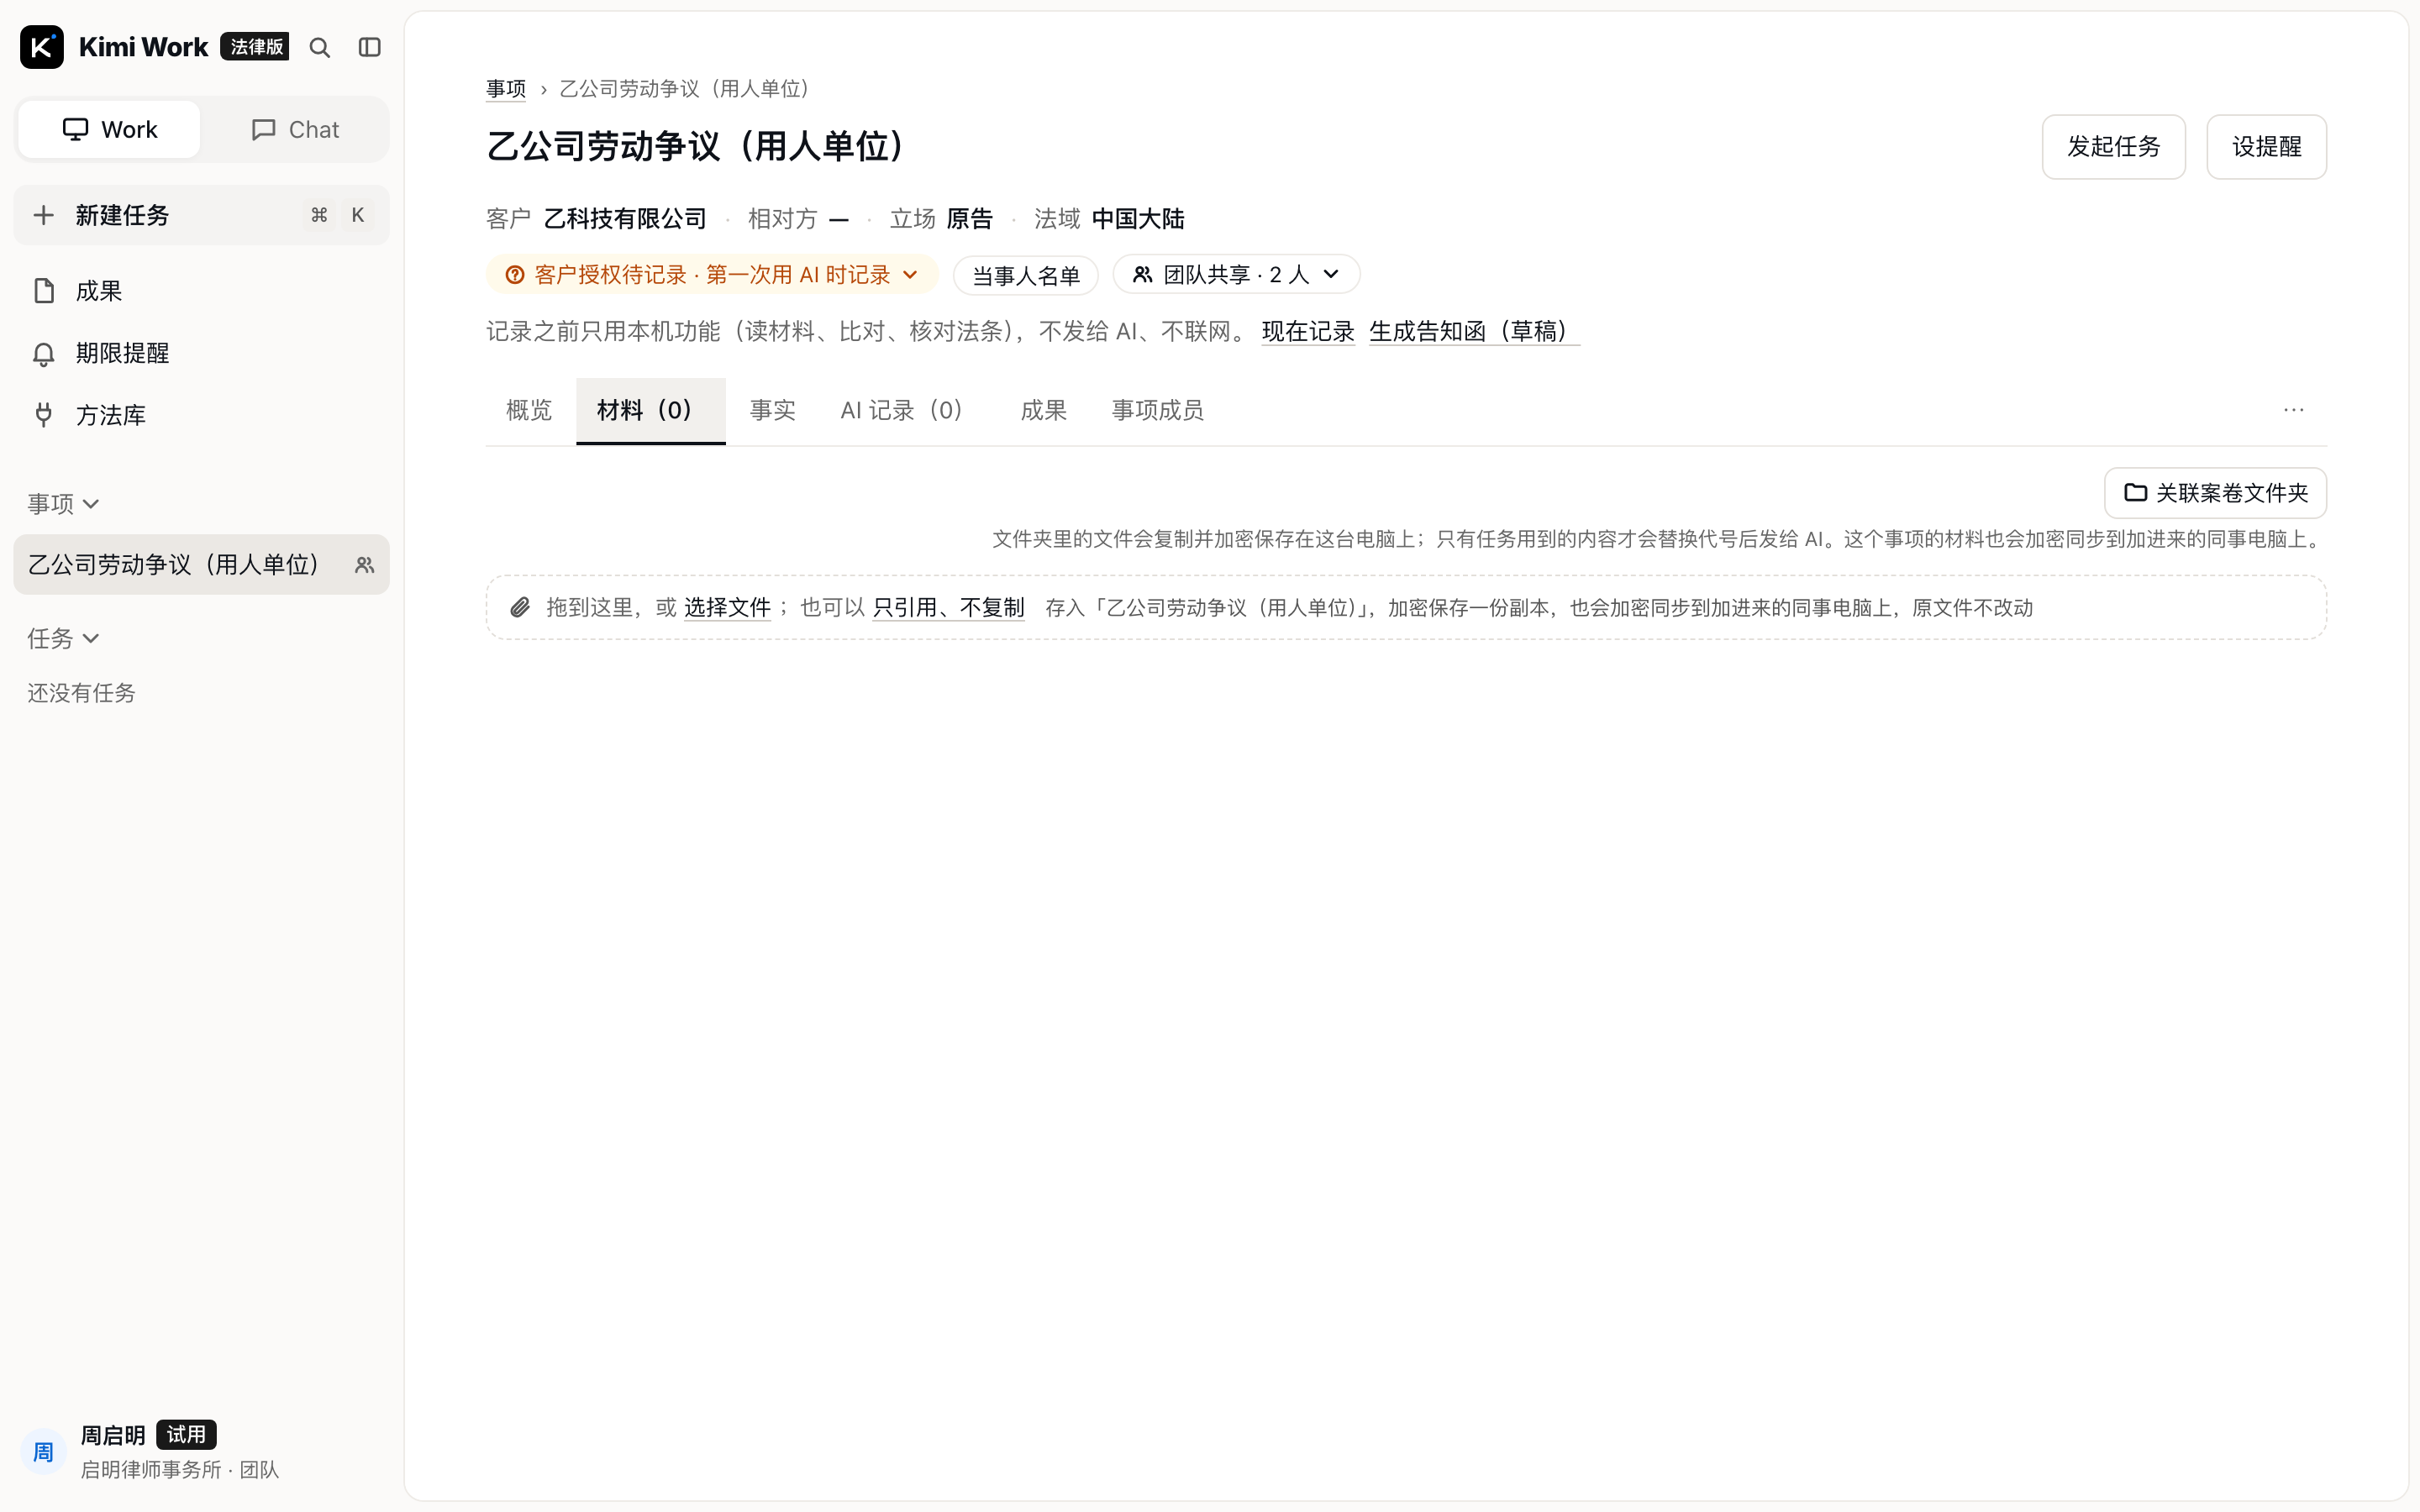 Kimi Work 法律版
Work Chat
新建任务 ⌘ K
成果
期限提醒
方法库
事项
乙公司劳动争议（用人单位）
任务
还没有任务
周 周启明 试用
启明律师事务所 · 团队
事项 › 乙公司劳动争议（用人单位）
乙公司劳动争议（用人单位）
发起任务 设提醒
客户 乙科技有限公司 · 相对方 — · 立场 原告 · 法域 中国大陆
客户授权待记录 · 第一次用 AI 时记录 当事人名单 团队共享 · 2 人
记录之前只用本机功能（读材料、比对、核对法条），不发给 AI、不联网。 现在记录 生成告知函（草稿）
概览 材料（0） 事实 AI 记录（0） 成果 事项成员 ···
关联案卷文件夹
文件夹里的文件会复制并加密保存在这台电脑上；只有任务用到的内容才会替换代号后发给 AI。这个事项的材料也会加密同步到加进来的同事电脑上。
拖到这里，或 选择文件 ；也可以 只引用、不复制 存入「乙公司劳动争议（用人单位）」，加密保存一份副本，也会加密同步到加进来的同事电脑上，原文件不改动